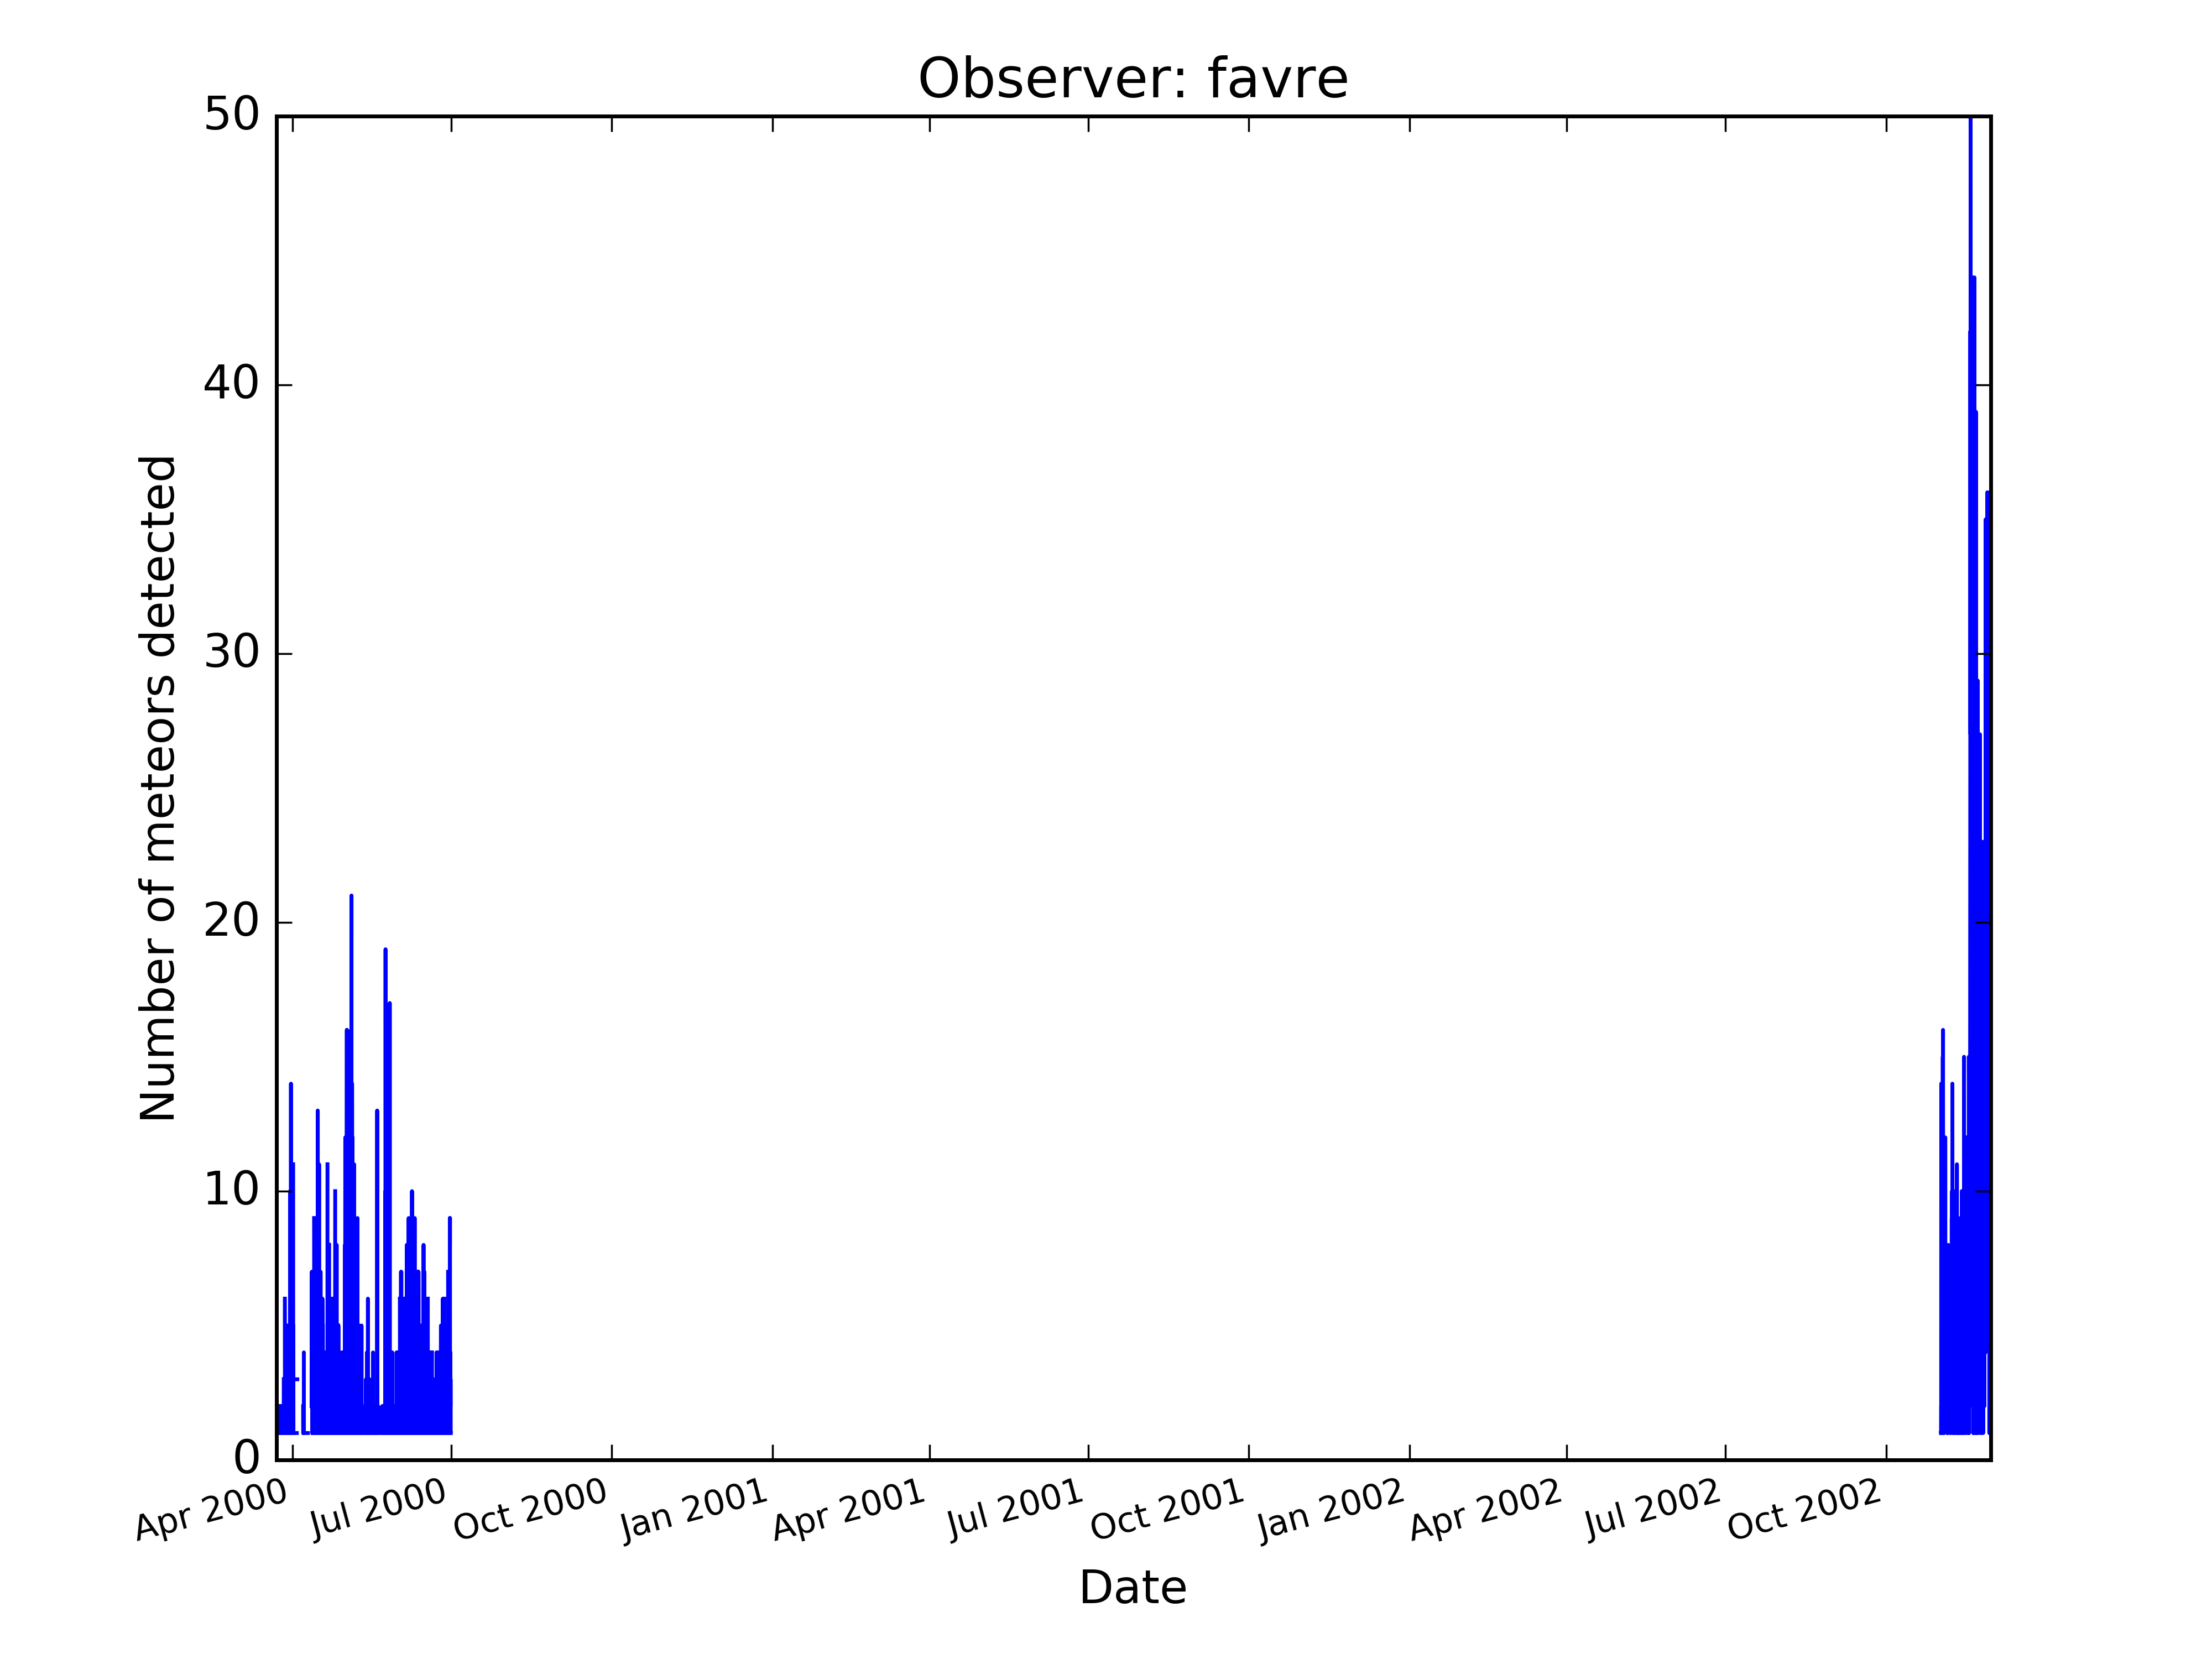 Observer: favre
50
40
30
20
10
0
Number of meteors detected
Apr 2000
Jul 2000
Oct 2000
Jan 2001
Apr 2001
Jul 2001
Oct 2001
Jan 2002
Apr 2002
Jul 2002
Oct 2002
Date